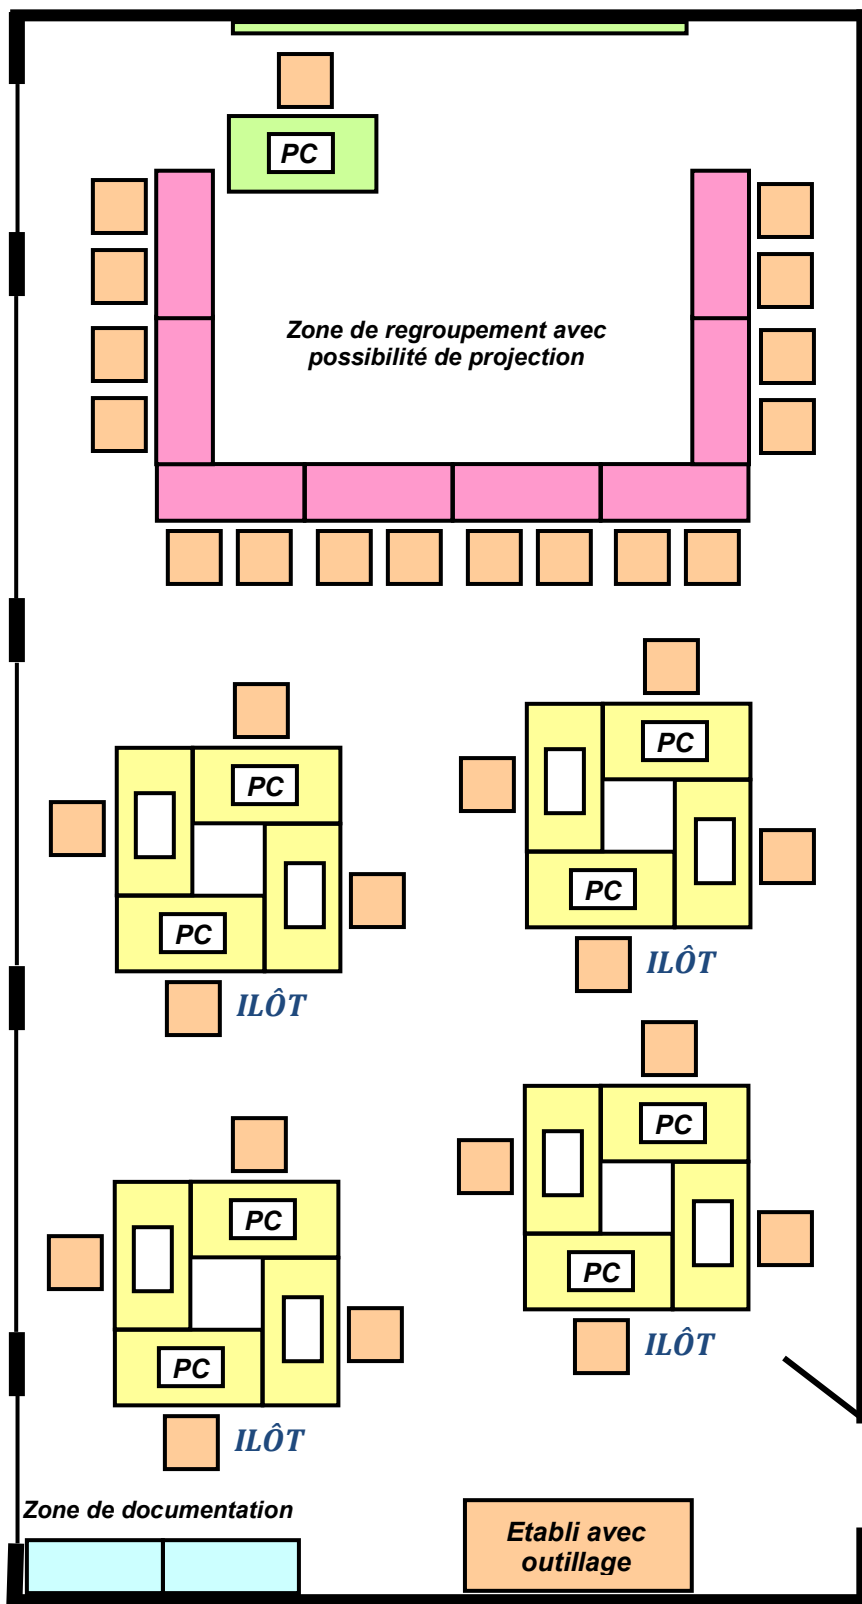 PC
Zone de regroupement avec
possibilité de projection
PC
PC
PC
PC
ILÔT
ILÔT
PC
PC
PC
PC
ILÔT
ILÔT
Zone de documentation
Etabli avec
outillage